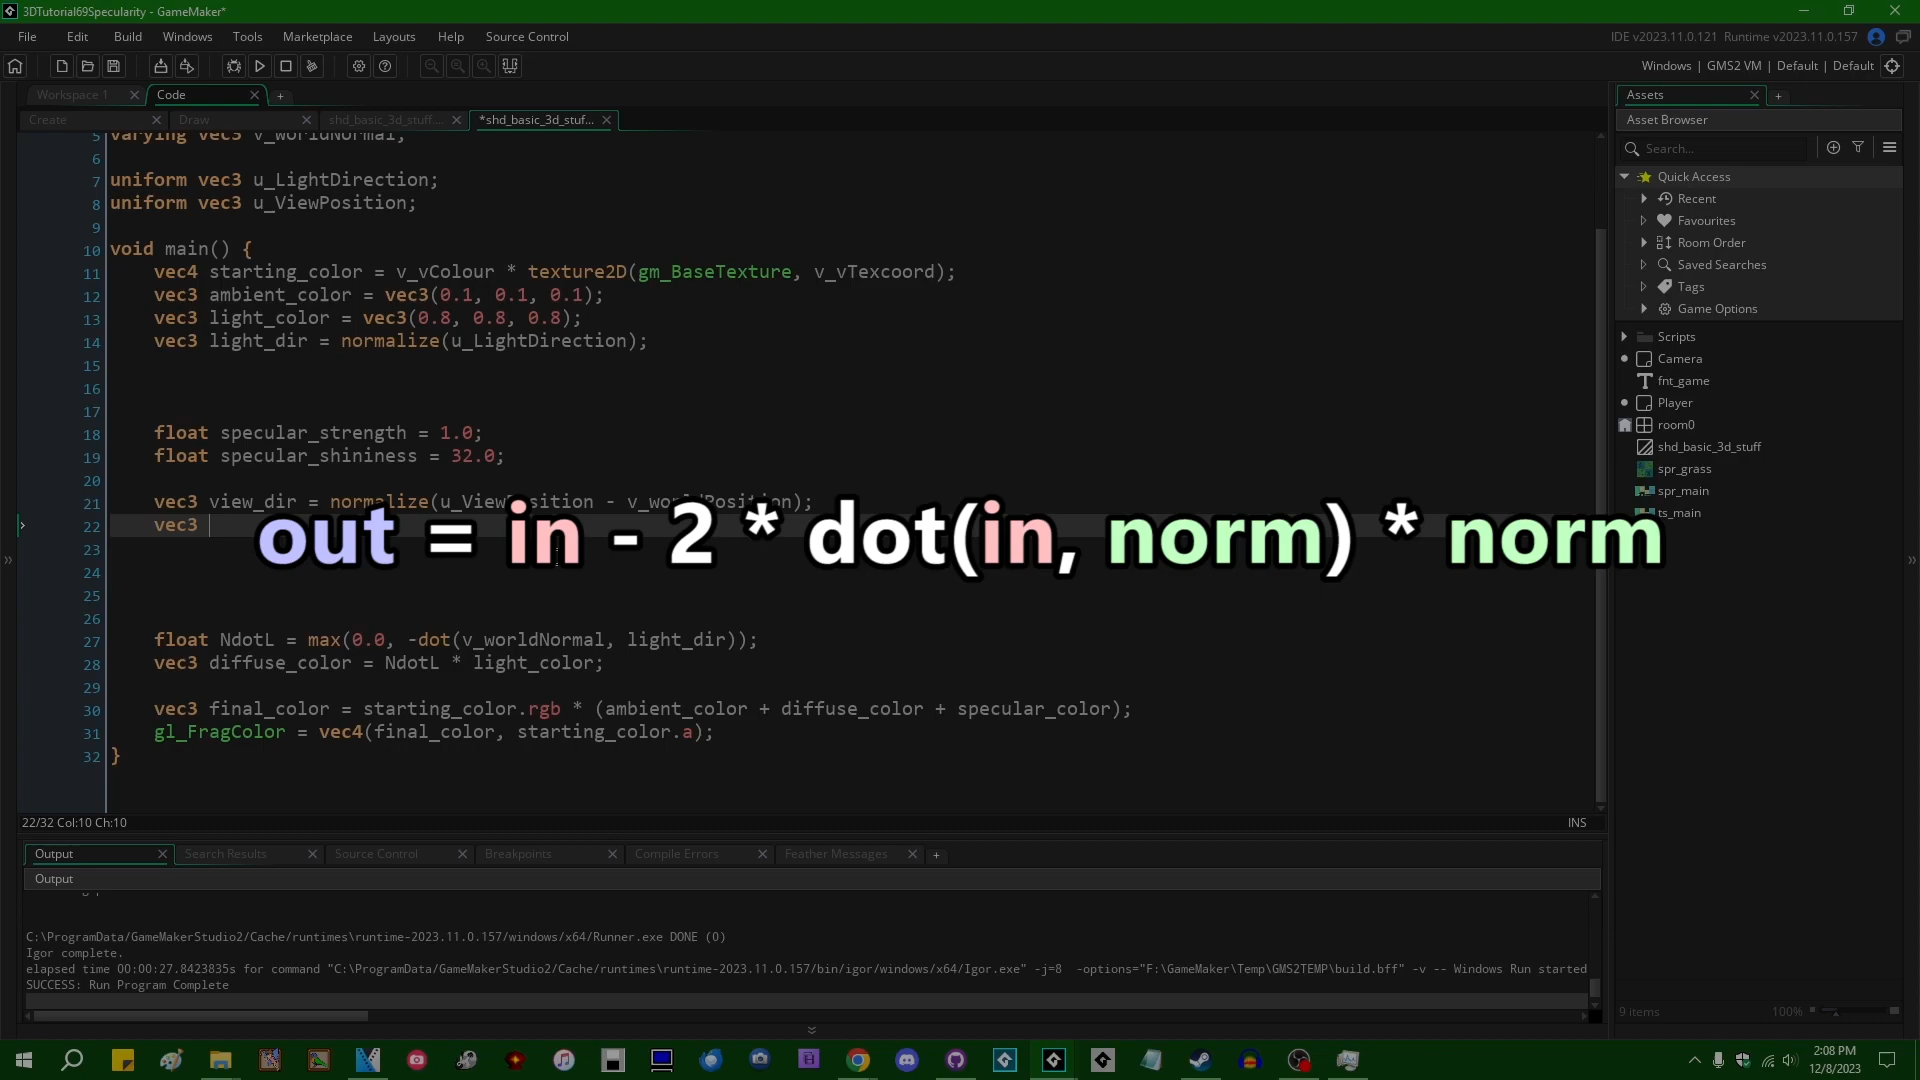 3DTutorial69Specularity - GameMaker*
File Edit Build Windows Tools Marketplace Layouts Help Source Control
IDE v2023.11.0.121 Runtime v2023.11.0.157
Windows | GMS2 VM | Default | Default
Workspace 1
Code
Create
Draw
shd_basic_3d_stuff....
*shd_basic_3d_stuf...
5 varying vec3 v_worldNormal;
6
7 uniform vec3 u_LightDirection;
8 uniform vec3 u_ViewPosition;
9
10 void main() {
11 vec4 starting_color = v_vColour * texture2D(gm_BaseTexture, v_vTexcoord);
12 vec3 ambient_color = vec3(0.1, 0.1, 0.1);
13 vec3 light_color = vec3(0.8, 0.8, 0.8);
14 vec3 light_dir = normalize(u_LightDirection);
15
16
17
18 float specular_strength = 1.0;
19 float specular_shininess = 32.0;
20
21 vec3 view_dir = normalize(u_ViewPosition - v_worldPosition);
22 vec3
out = in - 2 * dot(in, norm) * norm
23
24
25
26
27 float NdotL = max(0.0, -dot(v_worldNormal, light_dir));
28 vec3 diffuse_color = NdotL * light_color;
29
30 vec3 final_color = starting_color.rgb * (ambient_color + diffuse_color + specular_color);
31 gl_FragColor = vec4(final_color, starting_color.a);
32 }
22/32 Col:10 Ch:10
INS
Output
Search Results
Source Control
Breakpoints
Compile Errors
Feather Messages
Output
C:\ProgramData/GameMakerStudio2/Cache/runtimes\runtime-2023.11.0.157/windows/x64/Runner.exe DONE (0)
Igor complete.
elapsed time 00:00:27.8423835s for command "C:\ProgramData/GameMakerStudio2/Cache/runtimes\runtime-2023.11.0.157/bin/igor/windows/x64/Igor.exe" -j=8 -options="F:\GameMaker\Temp\GMS2TEMP\build.bff" -v -- Windows Run started
SUCCESS: Run Program Complete
Assets
Asset Browser
Search...
Quick Access
Recent
Favourites
Room Order
Saved Searches
Tags
Game Options
Scripts
Camera
fnt_game
Player
room0
shd_basic_3d_stuff
spr_grass
spr_main
ts_main
9 items
100%
2:08 PM
12/8/2023